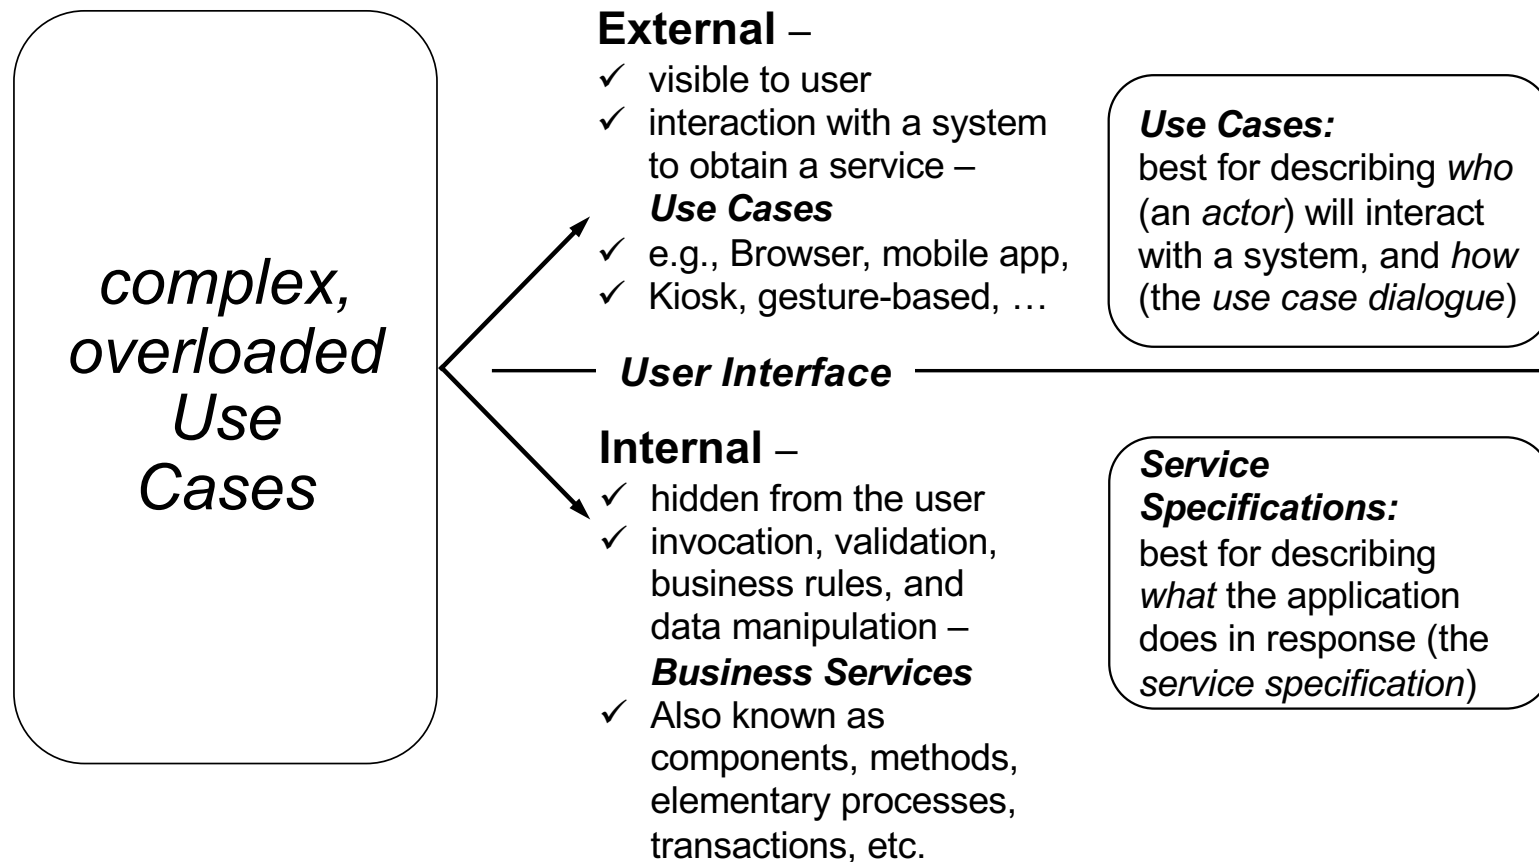 complex,
overloaded
Use
Cases
External –
✓ visible to user
✓ interaction with a system
to obtain a service –
Use Cases
✓ e.g., Browser, mobile app,
✓ Kiosk, gesture-based, …
Use Cases:
best for describing who
(an actor) will interact
with a system, and how
(the use case dialogue)
User Interface
Internal –
✓ hidden from the user
✓ invocation, validation,
business rules, and
data manipulation –
Business Services
✓ Also known as
components, methods,
elementary processes,
transactions, etc.
Service
Specifications:
best for describing
what the application
does in response (the
service specification)